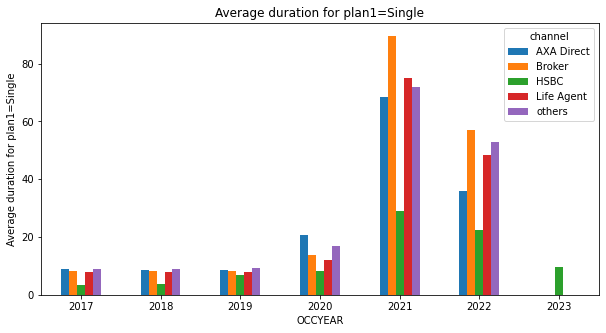 Average duration for plan1=Single
channel
AXA Direct
Broker
HSBC
Life Agent
others
Average duration for plan1=Single
80
60
40
20
0
2017 2018 2019 2020 2021 2022 2023
OCCYEAR